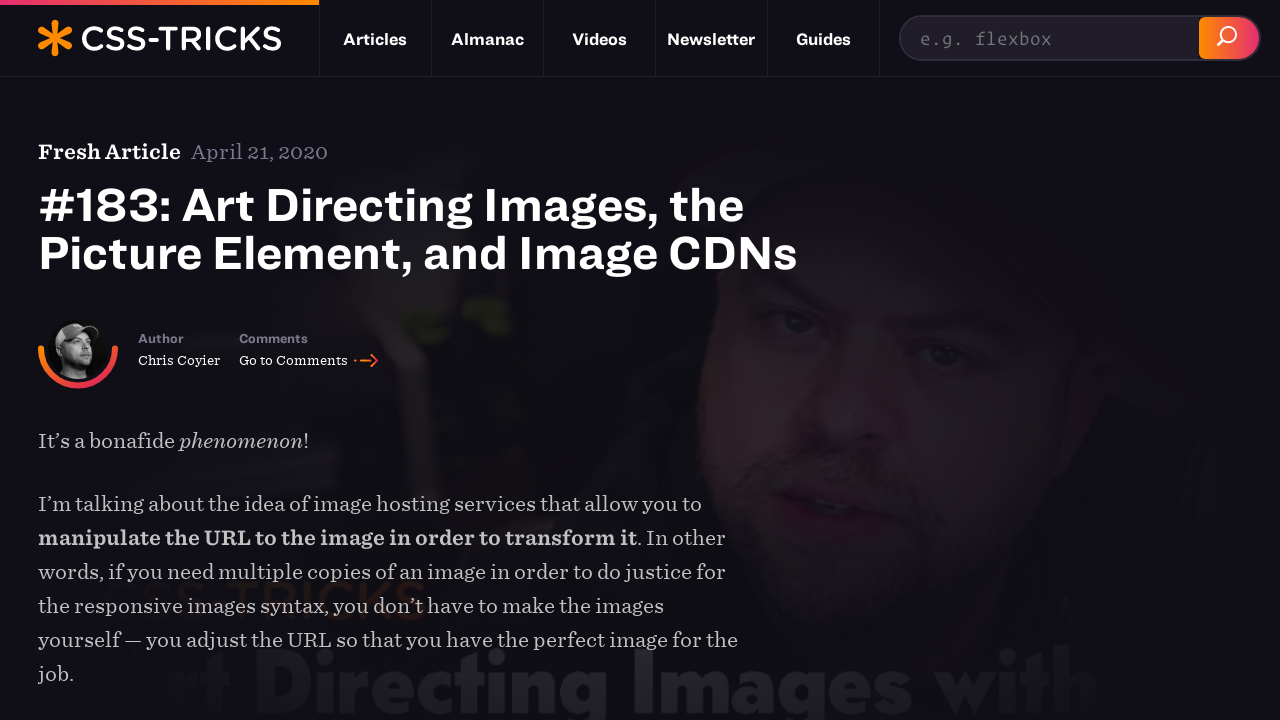 CSS-TRICKS
Articles
Almanac
Videos
Newsletter
Guides
e.g. flexbox
Fresh Article April 21, 2020
#183: Art Directing Images, the
Picture Element, and Image CDNs
Author
Chris Coyier
Comments
Go to Comments
It’s a bonafide phenomenon!
I’m talking about the idea of image hosting services that allow you to
manipulate the URL to the image in order to transform it. In other
words, if you need multiple copies of an image in order to do justice for
the responsive images syntax, you don’t have to make the images
yourself — you adjust the URL so that you have the perfect image for the
job.
CSS-TRICKS
Art Directing Images with